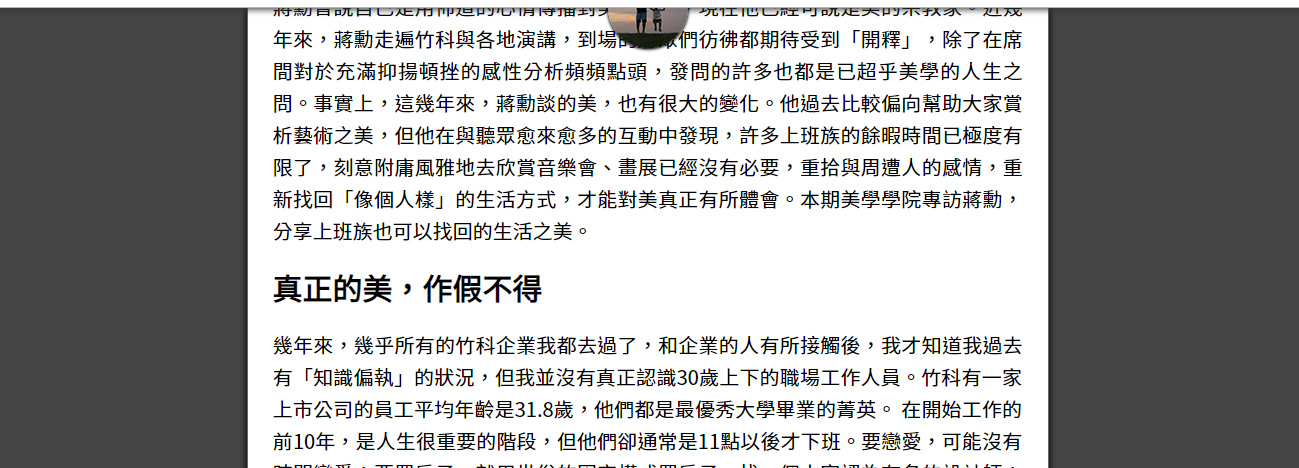 蔣勳曾說自己是用佈道的心情傳播對美 現在他已經可說是美的宗教家。近幾
年來，蔣勳走遍竹科與各地演講，到場的 眾們彷彿都期待受到「開釋」，除了在席
間對於充滿抑揚頓挫的感性分析頻頻點頭，發問的許多也都是已超乎美學的人生之
問。事實上，這幾年來，蔣勳談的美，也有很大的變化。他過去比較偏向幫助大家賞
析藝術之美，但他在與聽眾愈來愈多的互動中發現，許多上班族的餘暇時間已極度有
限了，刻意附庸風雅地去欣賞音樂會、畫展已經沒有必要，重拾與周遭人的感情，重
新找回「像個人樣」的生活方式，才能對美真正有所體會。本期美學學院專訪蔣勳，
分享上班族也可以找回的生活之美。
真正的美，作假不得
幾年來，幾乎所有的竹科企業我都去過了，和企業的人有所接觸後，我才知道我過去
有「知識偏執」的狀況，但我並沒有真正認識30歲上下的職場工作人員。竹科有一家
上市公司的員工平均年齡是31.8歲，他們都是最優秀大學畢業的菁英。 在開始工作的
前10年，是人生很重要的階段，但他們卻通常是11點以後才下班。要戀愛，可能沒有